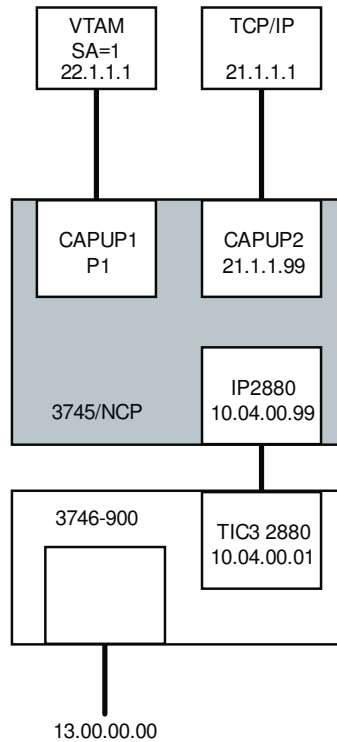 VTAM
SA=1
22.1.1.1
TCP/IP
21.1.1.1
CAPUP1
P1
CAPUP2
21.1.1.99
IP2880
10.04.00.99
3745/NCP
3746-900
TIC3 2880
10.04.00.01
13.00.00.00